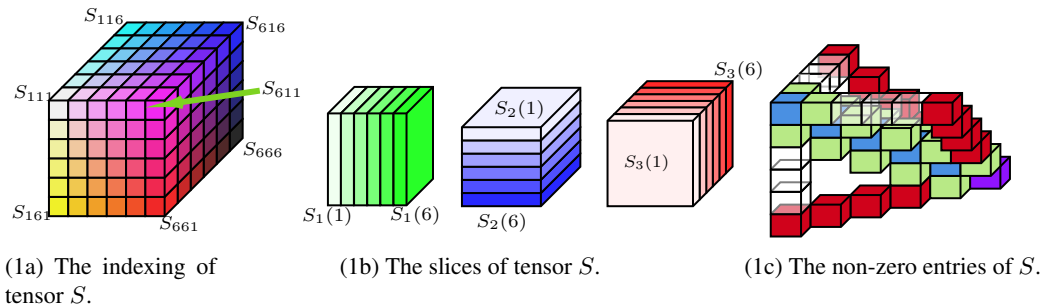 S₁₁₆ S₆₁₆
S₁₁₁ S₆₁₁
S₆₆₆
S₁₆₁ S₆₆₁
S₁(1) S₁(6)
S₂(1)
S₂(6)
S₃(6)
S₃(1)
(1a) The indexing of
tensor S.
(1b) The slices of tensor S.
(1c) The non-zero entries of S.